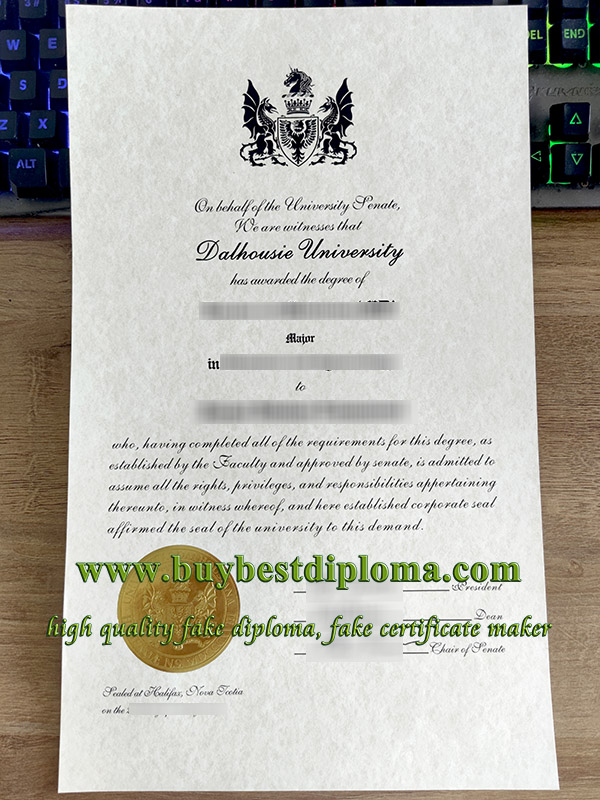 DEL
END
W
E
S
D
Z
X
ALT
On behalf of the University Senate,
We are witnesses that
Dalhousie University
has awarded the degree of
Major
in
to
who, having completed all of the requirements for this degree, as
established by the Faculty and approved by senate, is admitted to
assume all the rights, privileges, and responsibilities appertaining
thereunto, in witness whereof, and here established corporate seal
affirmed the seal of the university to this demand.
www.buybestdiploma.com
President
high quality fake diploma, fake certificate maker
Dean
Chair of Senate
Sealed at Halifax, Nova Tcotia
on the